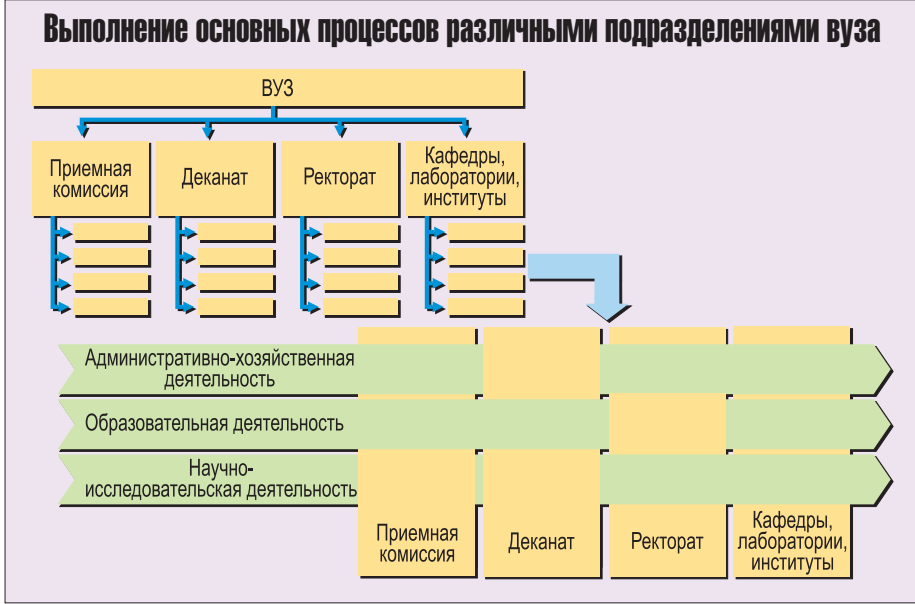 Выполнение основных процессов различными подразделениями вуза
ВУЗ
Приемная
комиссия
Деканат
Ректорат
Кафедры,
лаборатории,
институты
Административно-хозяйственная
деятельность
Образовательная деятельность
Научно-
исследовательская деятельность
Приемная
комиссия
Деканат
Ректорат
Кафедры,
лаборатории,
институты